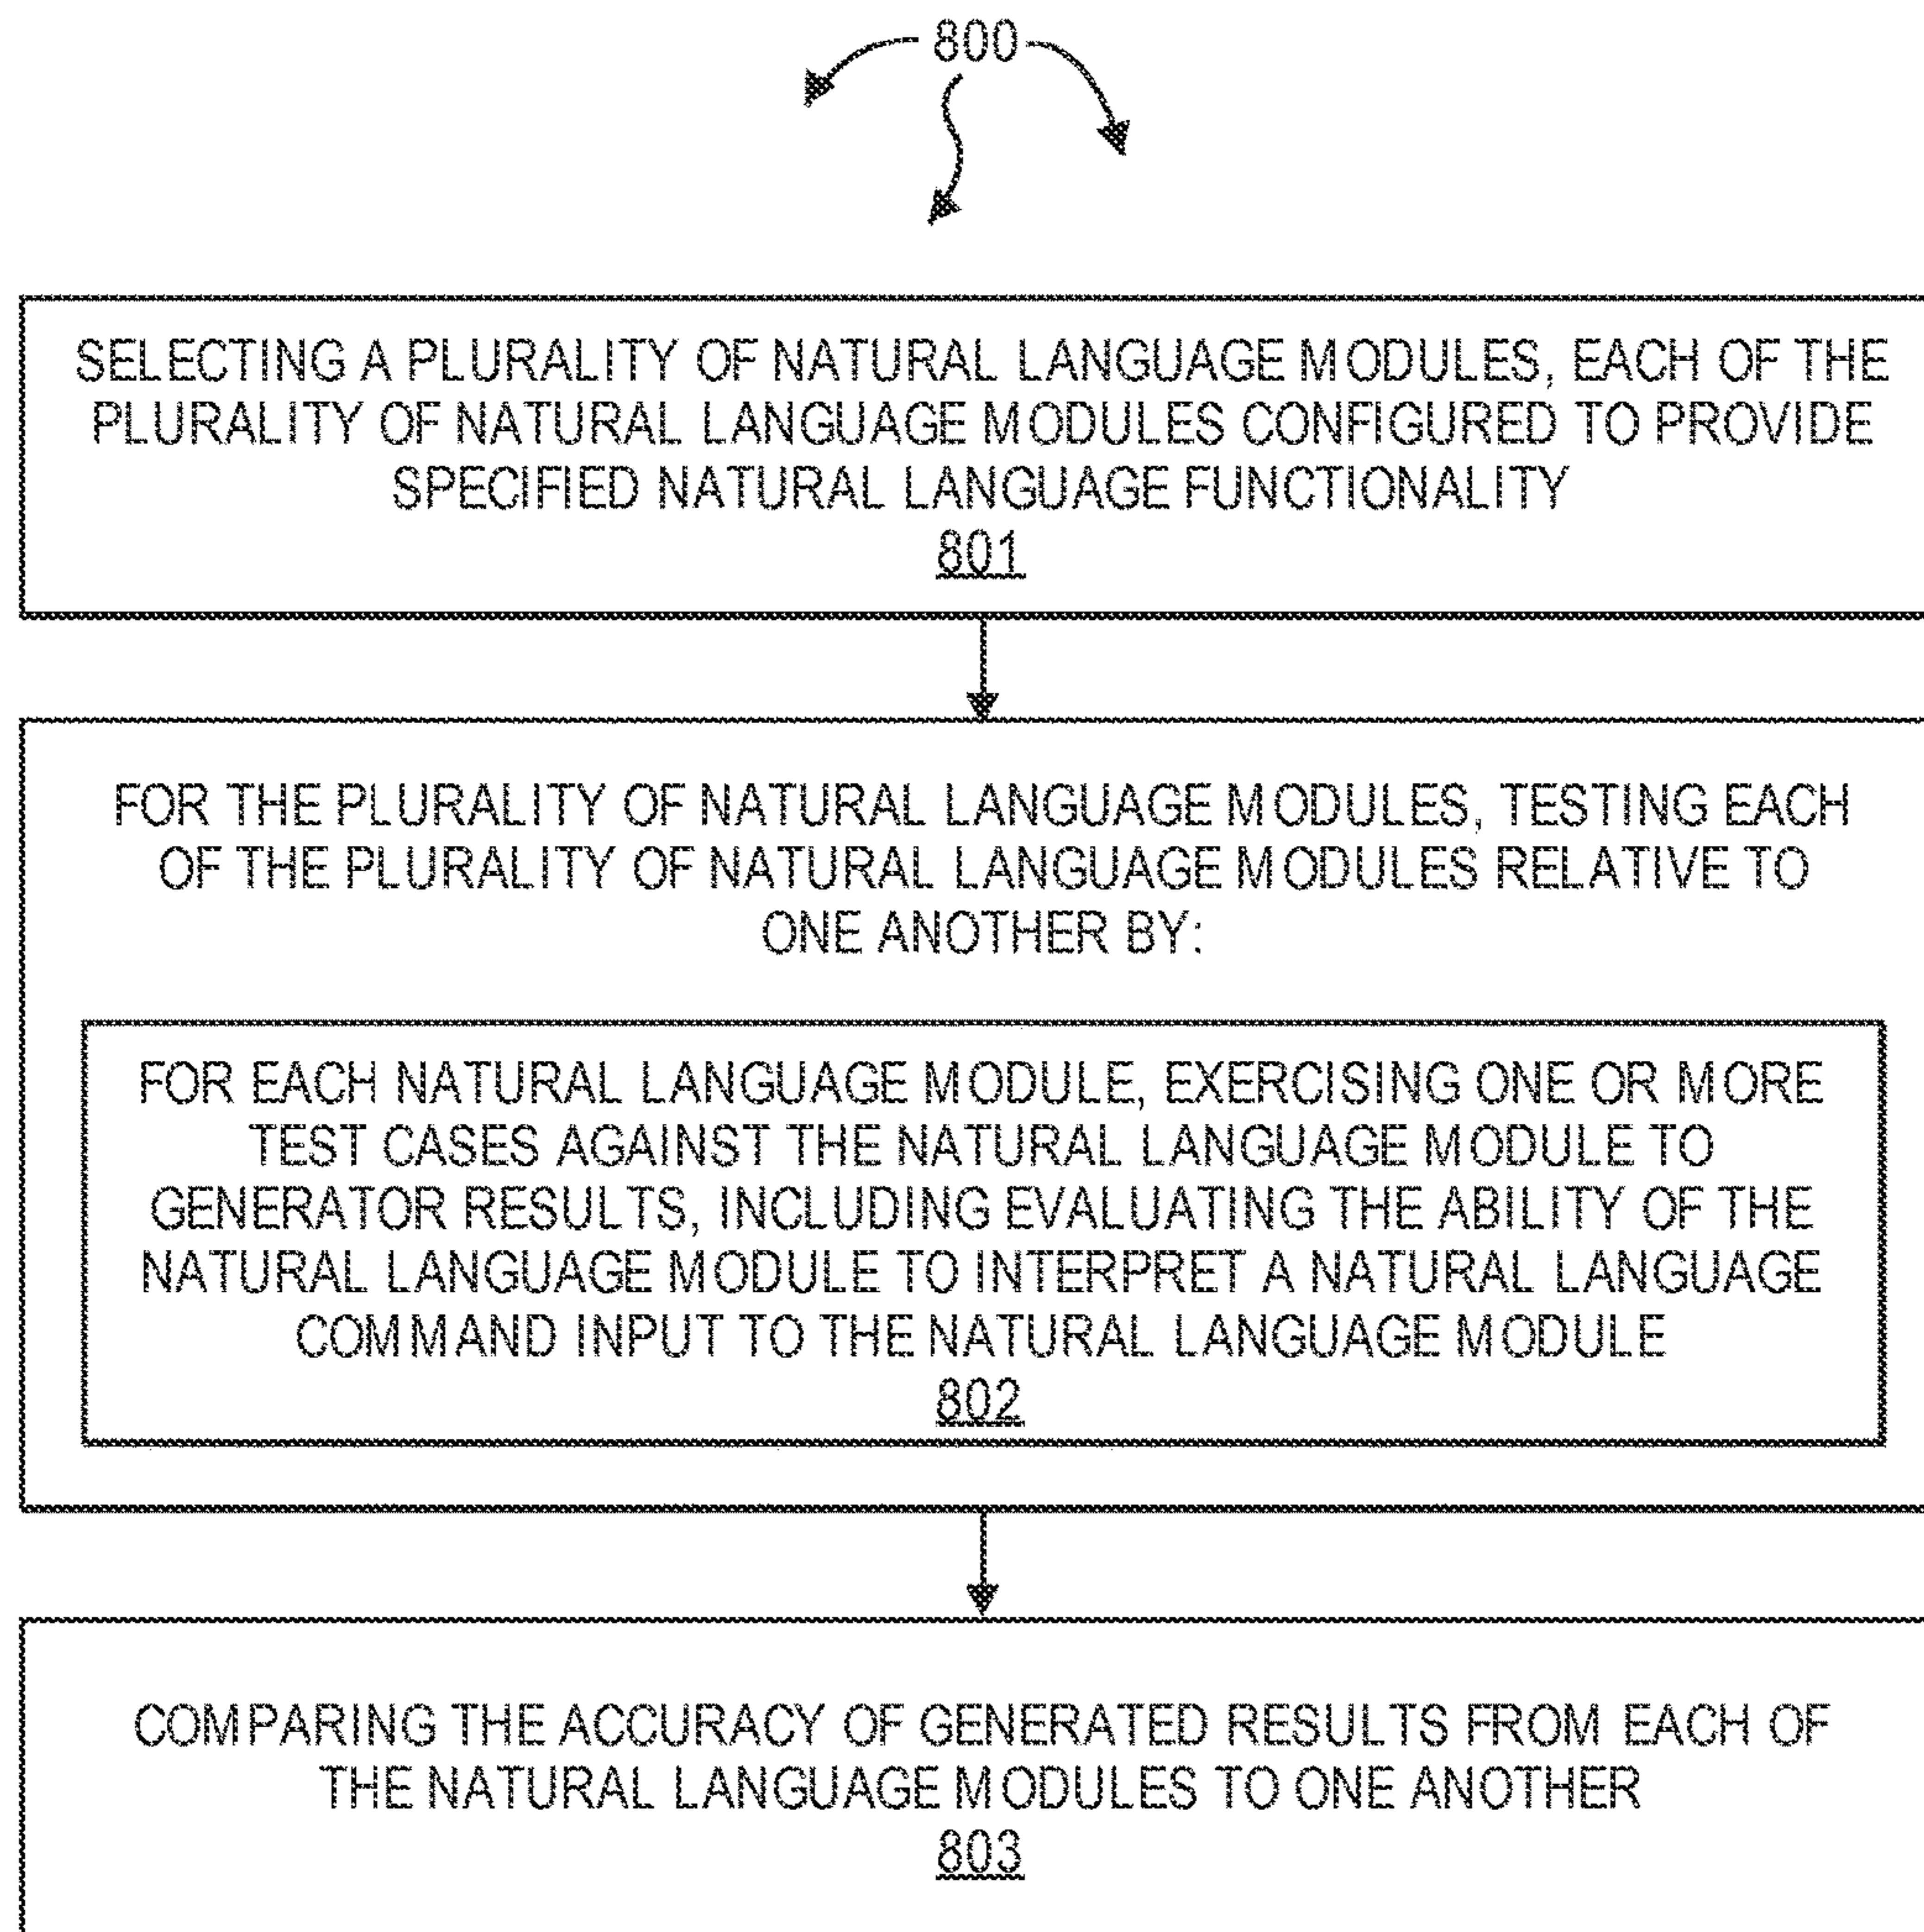 800
SELECTING A PLURALITY OF NATURAL LANGUAGE MODULES, EACH OF THE
PLURALITY OF NATURAL LANGUAGE MODULES CONFIGURED TO PROVIDE
SPECIFIED NATURAL LANGUAGE FUNCTIONALITY
801
FOR THE PLURALITY OF NATURAL LANGUAGE MODULES, TESTING EACH
OF THE PLURALITY OF NATURAL LANGUAGE MODULES RELATIVE TO
ONE ANOTHER BY:
FOR EACH NATURAL LANGUAGE MODULE, EXERCISING ONE OR MORE
TEST CASES AGAINST THE NATURAL LANGUAGE MODULE TO
GENERATOR RESULTS, INCLUDING EVALUATING THE ABILITY OF THE
NATURAL LANGUAGE MODULE TO INTERPRET A NATURAL LANGUAGE
COMMAND INPUT TO THE NATURAL LANGUAGE MODULE
802
COMPARING THE ACCURACY OF GENERATED RESULTS FROM EACH OF
THE NATURAL LANGUAGE MODULES TO ONE ANOTHER
803